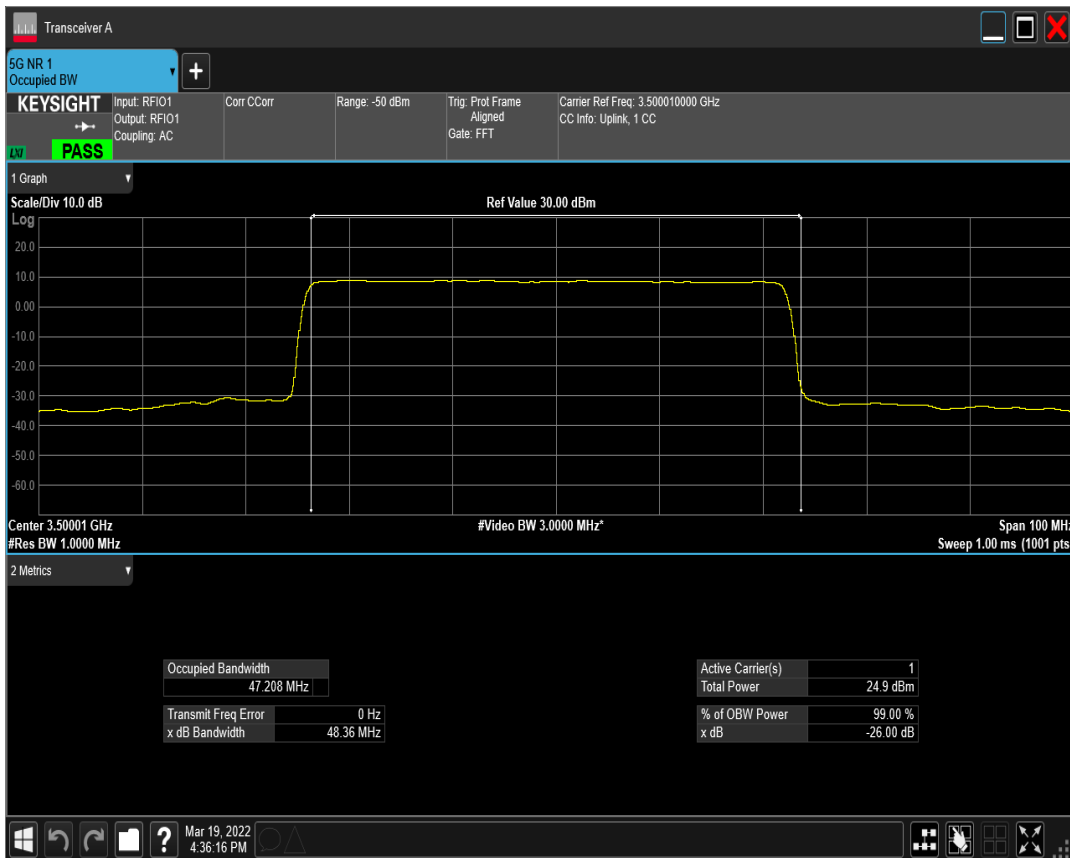 Transceiver A
5G NR 1
Occupied BW
KEYSIGHT
LXI
PASS
Input: RFIO1
Output: RFIO1
Coupling: AC
Corr CCorr
Range: -50 dBm
Trig: Prot Frame
Aligned
Gate: FFT
Carrier Ref Freq: 3.500010000 GHz
CC Info: Uplink, 1 CC
1 Graph
Scale/Div 10.0 dB
Ref Value 30.00 dBm
Log
20.0
10.0
0.00
-10.0
-20.0
-30.0
-40.0
-50.0
-60.0
Center 3.50001 GHz
#Video BW 3.0000 MHz*
Span 100 MHz
#Res BW 1.0000 MHz
Sweep 1.00 ms (1001 pts
2 Metrics
Occupied Bandwidth
47.208 MHz
Transmit Freq Error 0 Hz
x dB Bandwidth 48.36 MHz
Active Carrier(s) 1
Total Power 24.9 dBm
% of OBW Power 99.00 %
x dB -26.00 dB
?
Mar 19, 2022
4:36:16 PM